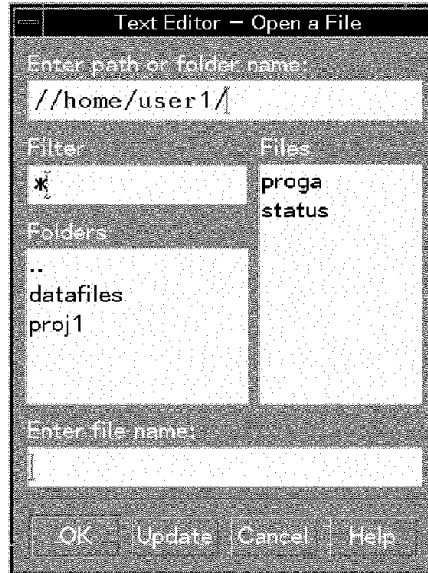 Text Editor — Open a File
Enter path or folder name:
//home/user1/
Filter
*
Folders
..
datafiles
proj1
Files
proga
status
Enter file name:
OK
Update
Cancel
Help